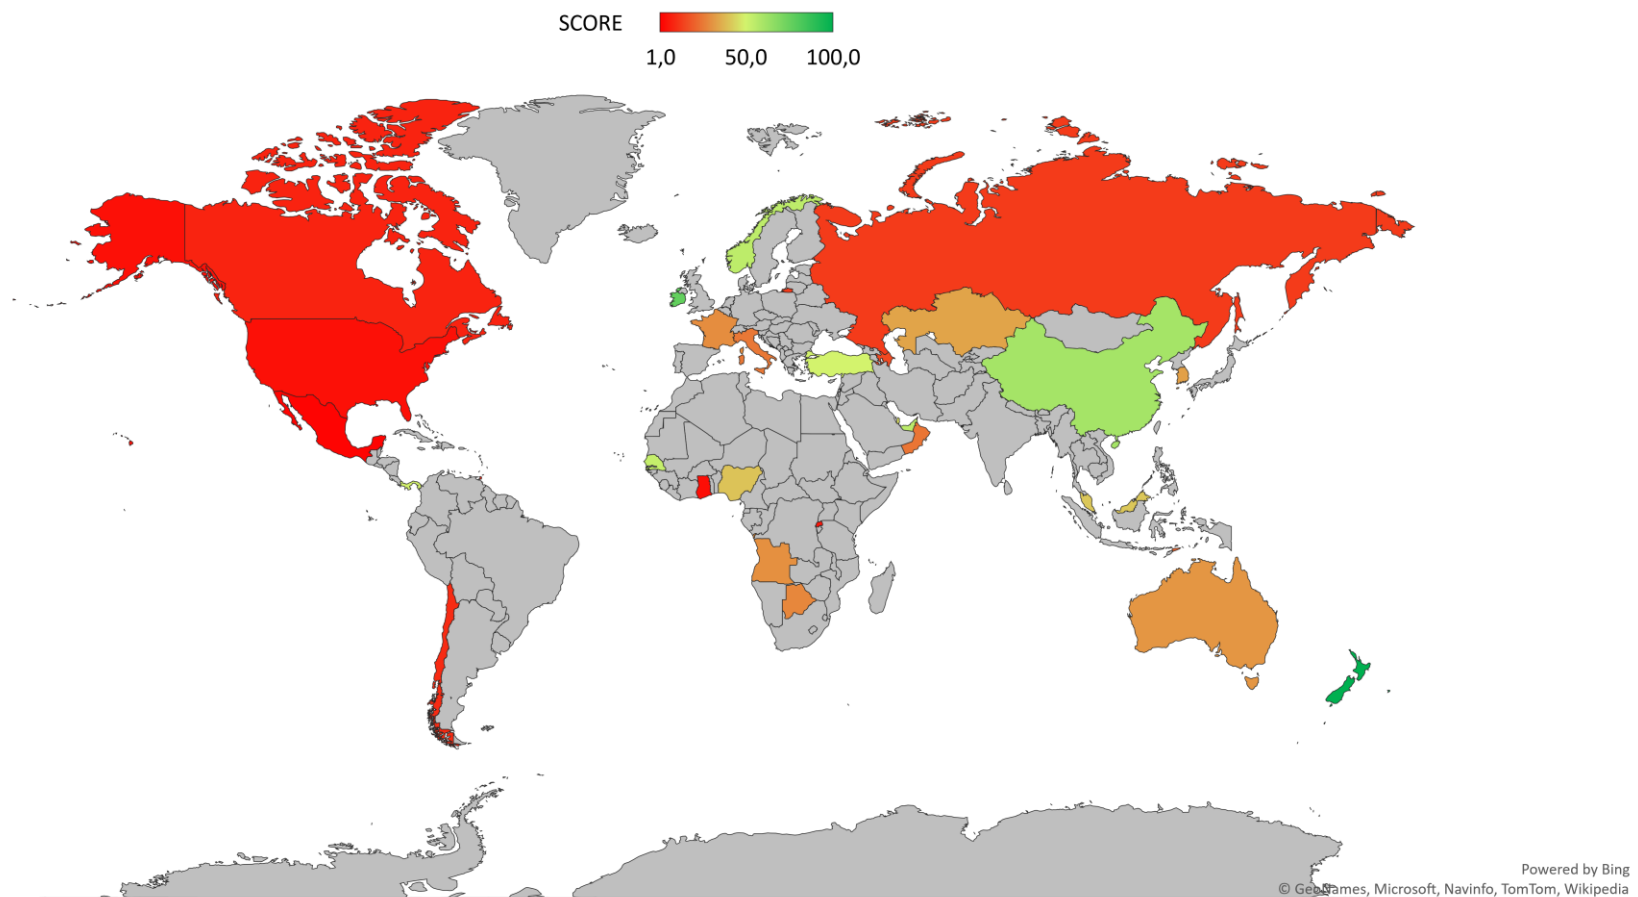 SCORE
1,0 50,0 100,0
Powered by Bing
© GeoNames, Microsoft, Navinfo, TomTom, Wikipedia